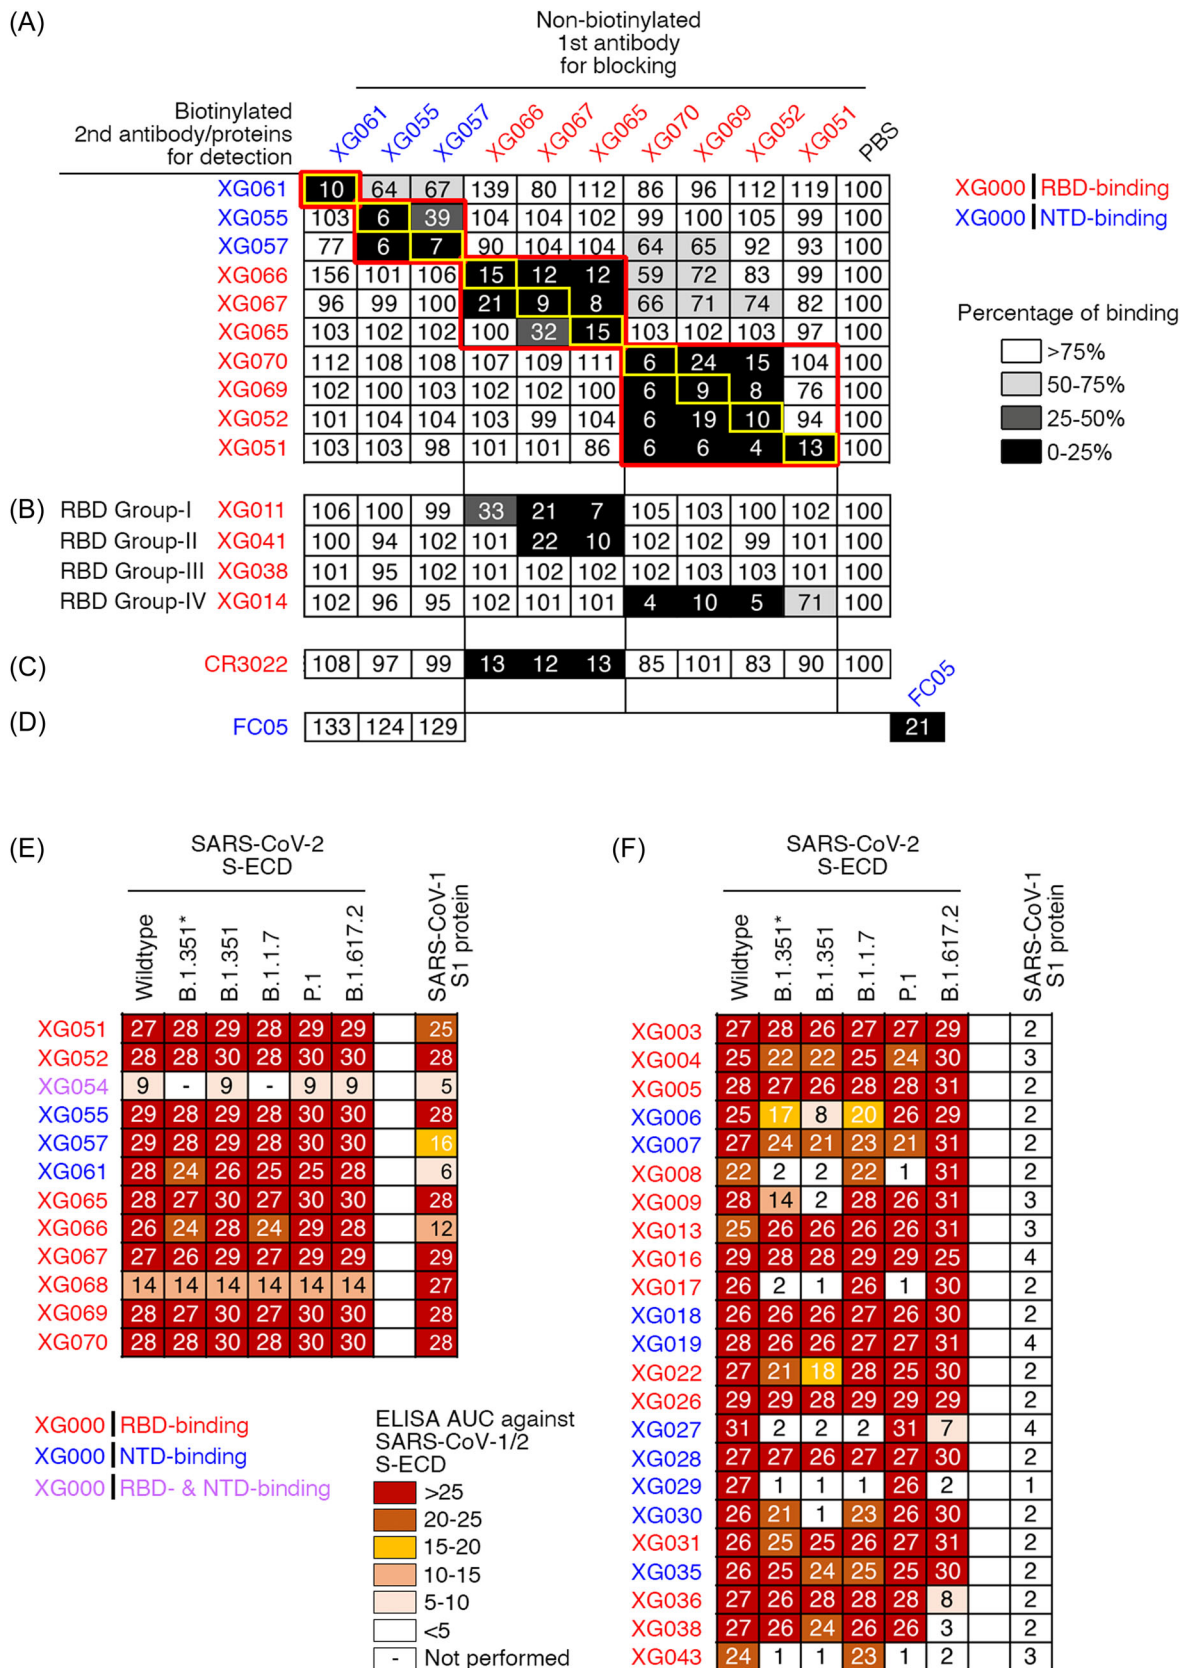 (A)
Non-biotinylated
1st antibody
for blocking
Biotinylated
2nd antibody/proteins
for detection
XG061 XG055 XG057 XG066 XG067 XG065 XG070 XG069 XG052 XG051 PBS
XG061 10 64 67 139 80 112 86 96 112 119 100
XG055 103 6 39 104 104 102 99 100 105 99 100
XG057 77 6 7 90 104 104 64 65 92 93 100
XG066 156 101 106 15 12 12 59 72 83 99 100
XG067 96 99 100 21 9 8 66 71 74 82 100
XG065 103 102 102 100 32 15 103 102 103 97 100
XG070 112 108 108 107 109 111 6 24 15 104 100
XG069 102 100 103 102 102 100 6 9 8 76 100
XG052 101 104 104 103 99 104 6 19 10 94 100
XG051 103 103 98 101 101 86 6 6 4 13 100
XG000 RBD-binding
XG000 NTD-binding
Percentage of binding
>75%
50-75%
25-50%
0-25%
(B)
RBD Group-I XG011 106 100 99 33 21 7 105 103 100 102 100
RBD Group-II XG041 100 94 102 101 22 10 102 102 99 101 100
RBD Group-III XG038 101 95 102 101 102 102 102 103 103 101 100
RBD Group-IV XG014 102 96 95 102 101 101 4 10 5 71 100
(C)
CR3022 108 97 99 13 12 13 85 101 83 90 100
FC05
(D)
FC05 133 124 129 21
(E)
SARS-CoV-2
S-ECD
Wildtype B.1.351* B.1.351 B.1.1.7 P.1 B.1.617.2 SARS-CoV-1 S1 protein
XG051 27 28 29 28 29 29 25
XG052 28 28 30 28 30 30 28
XG054 9 - 9 - 9 9 5
XG055 29 28 29 28 30 30 28
XG057 29 28 30 28 30 30 16
XG061 28 24 26 25 25 28 6
XG065 28 27 30 27 30 30 28
XG066 26 24 28 24 29 28 12
XG067 27 26 29 27 29 29 29
XG068 14 14 14 14 14 14 27
XG069 28 27 30 27 30 30 28
XG070 28 28 30 28 30 30 28
XG000 RBD-binding
XG000 NTD-binding
XG000 RBD- & NTD-binding
ELISA AUC against
SARS-CoV-1/2
S-ECD
>25
20-25
15-20
10-15
5-10
<5
- Not performed
(F)
SARS-CoV-2
S-ECD
Wildtype B.1.351* B.1.351 B.1.1.7 P.1 B.1.617.2 SARS-CoV-1 S1 protein
XG003 27 28 26 27 27 29 2
XG004 25 22 22 25 24 30 3
XG005 28 27 26 28 28 31 2
XG006 25 17 8 20 26 29 2
XG007 27 24 21 23 21 31 2
XG008 22 2 2 22 1 31 2
XG009 28 14 2 28 26 31 3
XG013 25 26 26 26 26 31 3
XG016 29 28 28 29 29 25 4
XG017 26 2 1 26 1 30 2
XG018 26 26 26 27 26 30 2
XG019 28 26 26 27 27 31 4
XG022 27 21 18 28 25 30 2
XG026 29 29 28 29 29 29 2
XG027 31 2 2 2 31 7 4
XG028 27 27 26 27 27 30 2
XG029 27 1 1 1 26 2 1
XG030 26 21 1 23 26 30 2
XG031 26 25 25 26 27 31 2
XG035 26 25 24 25 25 30 2
XG036 27 26 28 28 28 8 2
XG038 27 26 24 26 26 3 2
XG043 24 1 1 23 1 2 3